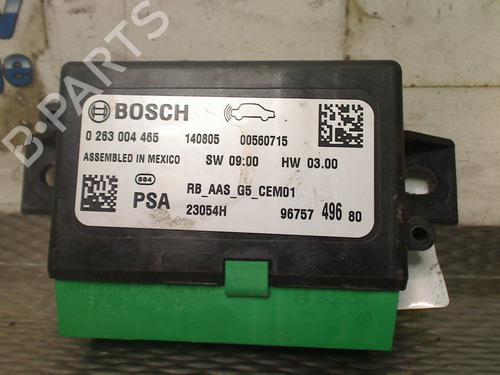 BOSCH
0 263 004 465 140805 00560715
ASSEMBLED IN MEXICO SW 09:00 HW 03.00
884 RB_AAS_G5_CEM01
PSA 23054H 96757 496 80
B-PARTS